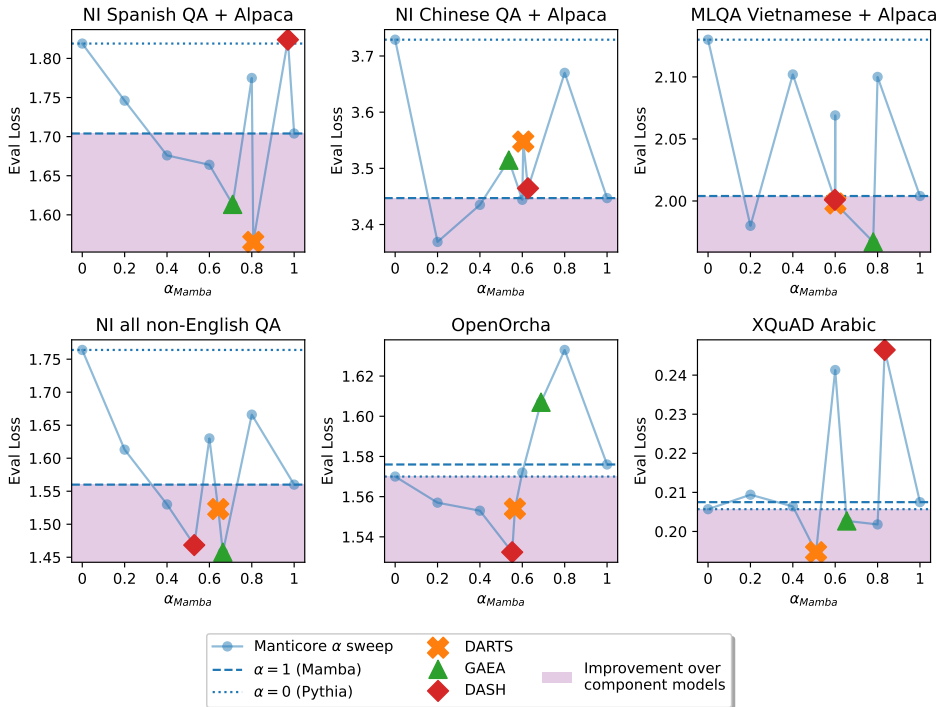 NI Spanish QA + Alpaca
Eval Loss
1.80
1.75
1.70
1.65
1.60
0 0.2 0.4 0.6 0.8 1
α_Mamba
NI Chinese QA + Alpaca
Eval Loss
3.7
3.6
3.5
3.4
0 0.2 0.4 0.6 0.8 1
α_Mamba
MLQA Vietnamese + Alpaca
Eval Loss
2.10
2.05
2.00
0 0.2 0.4 0.6 0.8 1
α_Mamba
NI all non-English QA
Eval Loss
1.75
1.70
1.65
1.60
1.55
1.50
1.45
0 0.2 0.4 0.6 0.8 1
α_Mamba
OpenOrcha
Eval Loss
1.62
1.60
1.58
1.56
1.54
0 0.2 0.4 0.6 0.8 1
α_Mamba
XQuAD Arabic
Eval Loss
0.24
0.23
0.22
0.21
0.20
0 0.2 0.4 0.6 0.8 1
α_Mamba
Manticore α sweep
α = 1 (Mamba)
α = 0 (Pythia)
DARTS
GAEA
DASH
Improvement over
component models